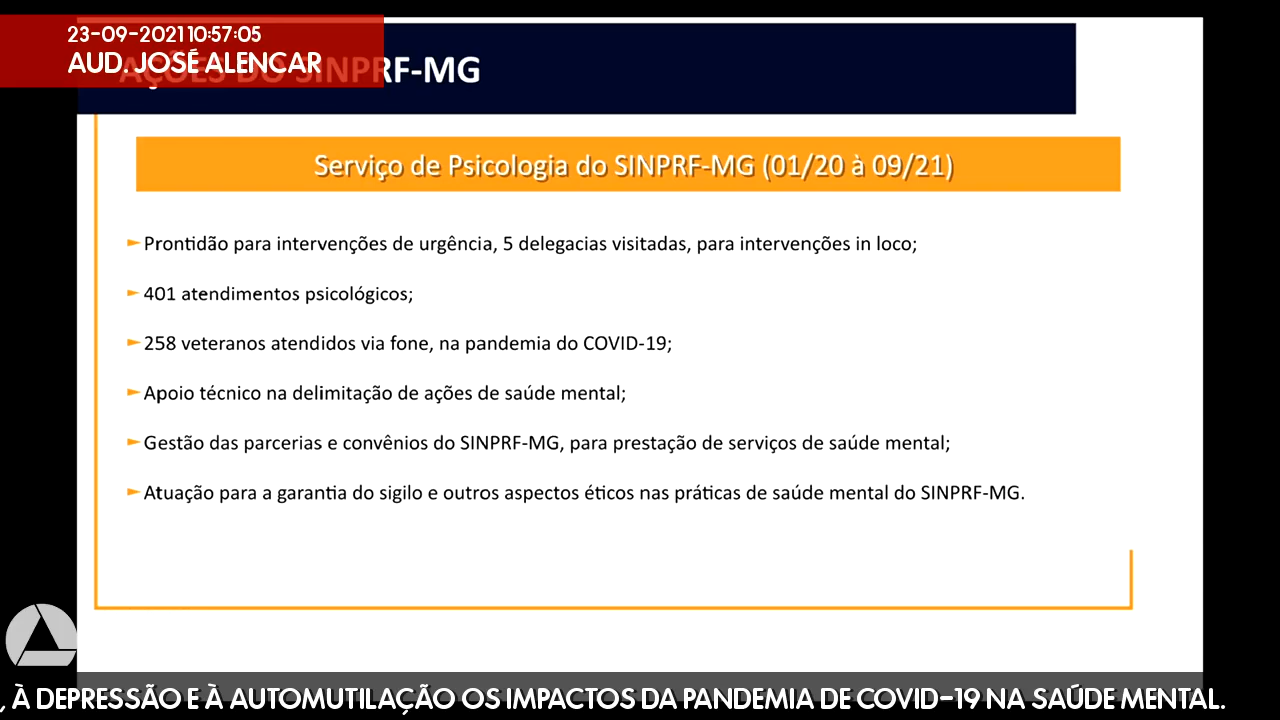 23-09-2021 10:57:05
AUD. JOSÉ ALENCAR
AÇÕES DO SINPRF-MG
Serviço de Psicologia do SINPRF-MG (01/20 à 09/21)
►Prontidão para intervenções de urgência, 5 delegacias visitadas, para intervenções in loco;
►401 atendimentos psicológicos;
►258 veteranos atendidos via fone, na pandemia do COVID-19;
►Apoio técnico na delimitação de ações de saúde mental;
►Gestão das parcerias e convênios do SINPRF-MG, para prestação de serviços de saúde mental;
►Atuação para a garantia do sigilo e outros aspectos éticos nas práticas de saúde mental do SINPRF-MG.
, À DEPRESSÃO E À AUTOMUTILAÇÃO OS IMPACTOS DA PANDEMIA DE COVID-19 NA SAÚDE MENTAL.